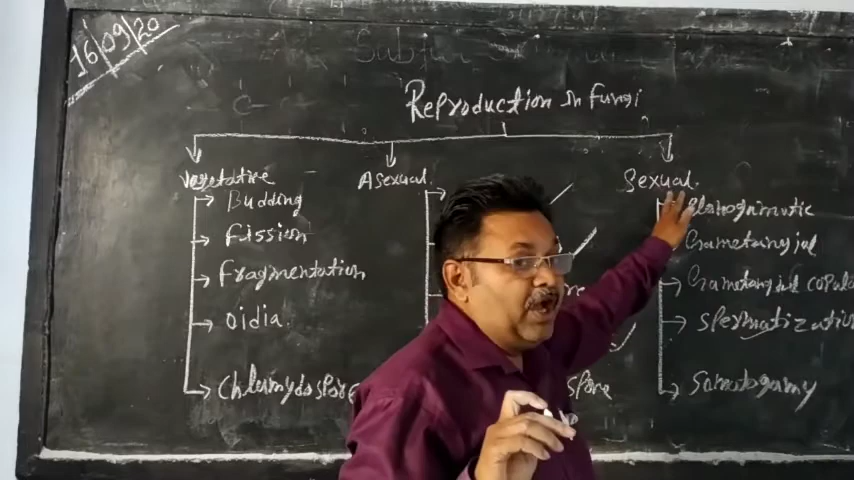 16/09/20
Reproduction in fungi
Vegetative
Budding
Fission
Fragmentation
Oidia
Chlamydospore
Asexual
spore
Sexual
Planogametic
Gametangial
Gametangial copula
Spermatization
Somatogamy